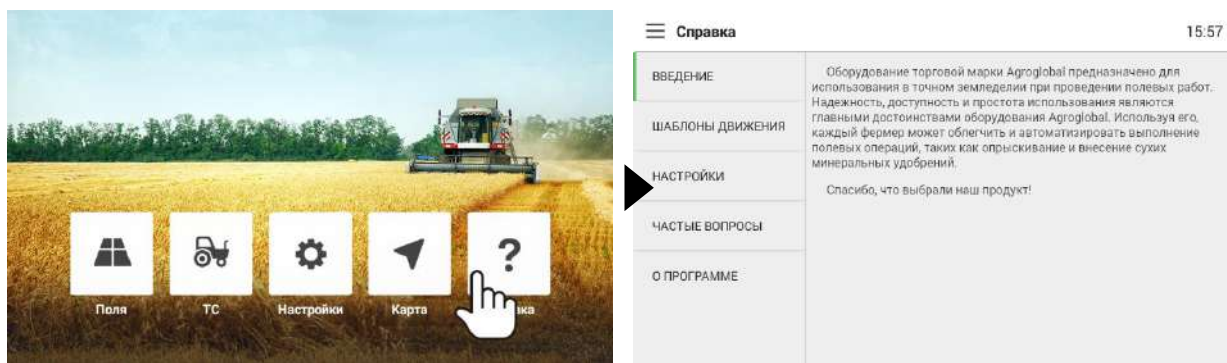 Поля
ТС
Настройки
Карта
?
Справка
15:57
ВВЕДЕНИЕ
ШАБЛОНЫ ДВИЖЕНИЯ
НАСТРОЙКИ
ЧАСТЫЕ ВОПРОСЫ
О ПРОГРАММЕ
Оборудование торговой марки Agroglobal предназначено для
использования в точном земледелии при проведении полевых работ.
Надежность, доступность и простота использования являются
главными достоинствами оборудования Agroglobal. Используя его,
каждый фермер может облегчить и автоматизировать выполнение
полевых операций, таких как опрыскивание и внесение сухих
минеральных удобрений.
Спасибо, что выбрали наш продукт!